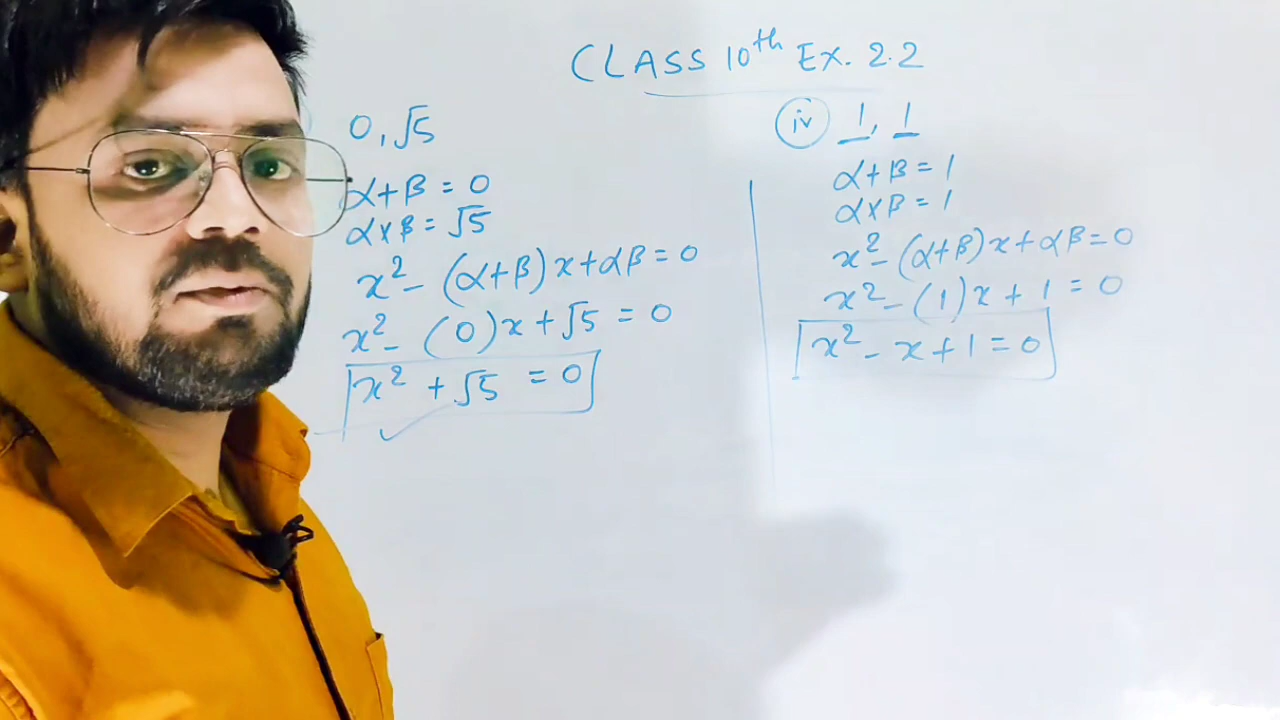 CLASS 10th EX. 2.2
0, √5
α+β = 0
α×β = √5
x² - (α+β)x+αβ = 0
x² - (0)x + √5 = 0
x² + √5 = 0
iv 1, 1
α+β = 1
α×β = 1
x² - (α+β)x+αβ=0
x² - (1)x + 1 = 0
x² - x + 1 = 0